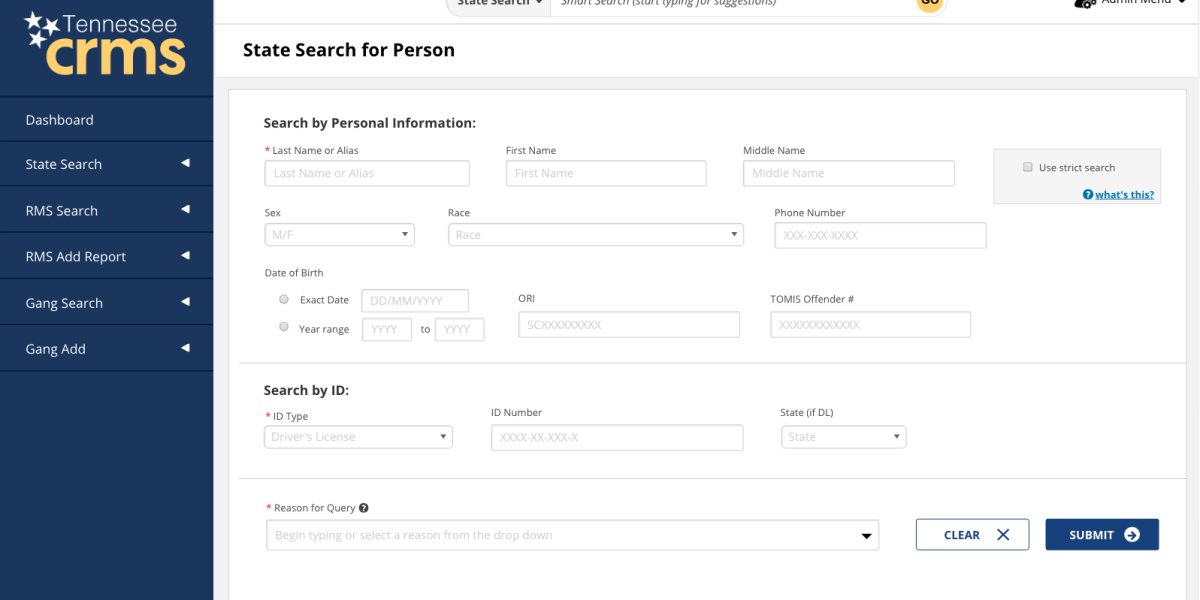 State Search
Smart Search (start typing for suggestions)
GO
Admin Menu
Tennessee
crms
State Search for Person
Dashboard
State Search
RMS Search
RMS Add Report
Gang Search
Gang Add
Search by Personal Information:
* Last Name or Alias
First Name
Middle Name
Last Name or Alias
First Name
Middle Name
Use strict search
what's this?
Sex
Race
Phone Number
M/F
Race
XXX-XXX-XXXX
Date of Birth
Exact Date
DD/MM/YYYY
Year range
YYYY
to
YYYY
ORI
SCXXXXXXXXX
TOMIS Offender #
XXXXXXXXXXXX
Search by ID:
* ID Type
ID Number
State (if DL)
Driver's License
XXXX-XX-XXX-X
State
* Reason for Query
Begin typing or select a reason from the drop down
CLEAR
SUBMIT